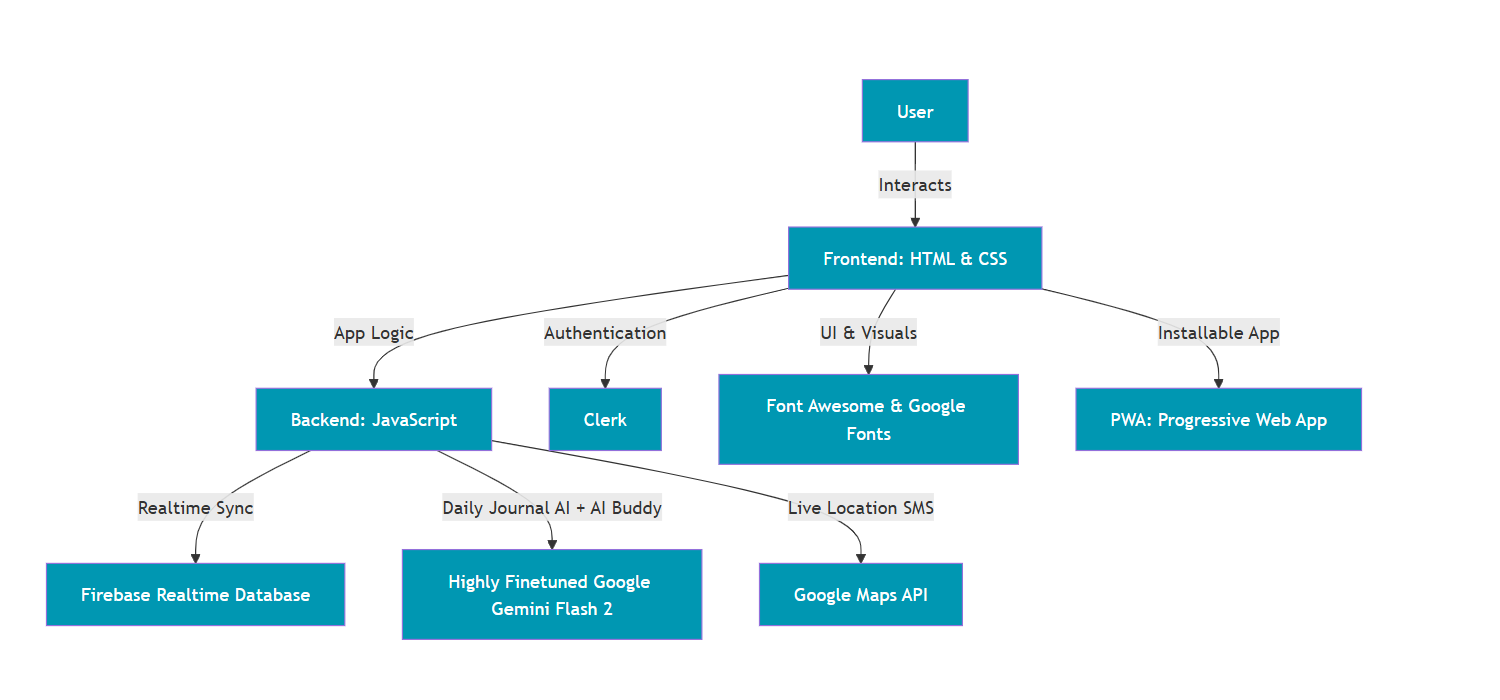 User
Interacts
Frontend: HTML & CSS
App Logic
Authentication
UI & Visuals
Installable App
Backend: JavaScript
Clerk
Font Awesome & Google
Fonts
PWA: Progressive Web App
Realtime Sync
Daily Journal AI + AI Buddy
Live Location SMS
Firebase Realtime Database
Highly Finetuned Google
Gemini Flash 2
Google Maps API